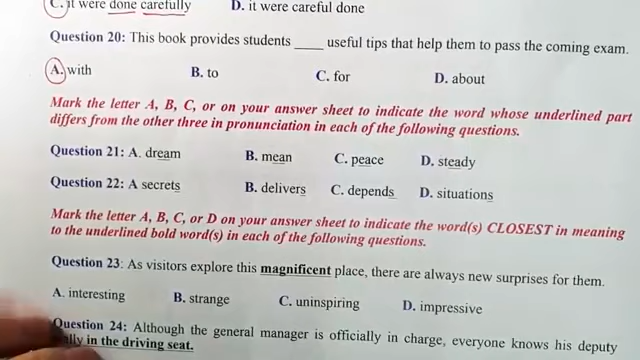 C. it were done carefully D. it were careful done
Question 20: This book provides students ____ useful tips that help them to pass the coming exam.
A. with B. to C. for D. about
Mark the letter A, B, C, or on your answer sheet to indicate the word whose underlined part
differs from the other three in pronunciation in each of the following questions.
Question 21: A. dream B. mean C. peace D. steady
Question 22: A secrets B. delivers C. depends D. situations
Mark the letter A, B, C, or D on your answer sheet to indicate the word(s) CLOSEST in meaning
to the underlined bold word(s) in each of the following questions.
Question 23: As visitors explore this magnificent place, there are always new surprises for them.
A. interesting B. strange C. uninspiring D. impressive
Question 24: Although the general manager is officially in charge, everyone knows his deputy
in the driving seat.